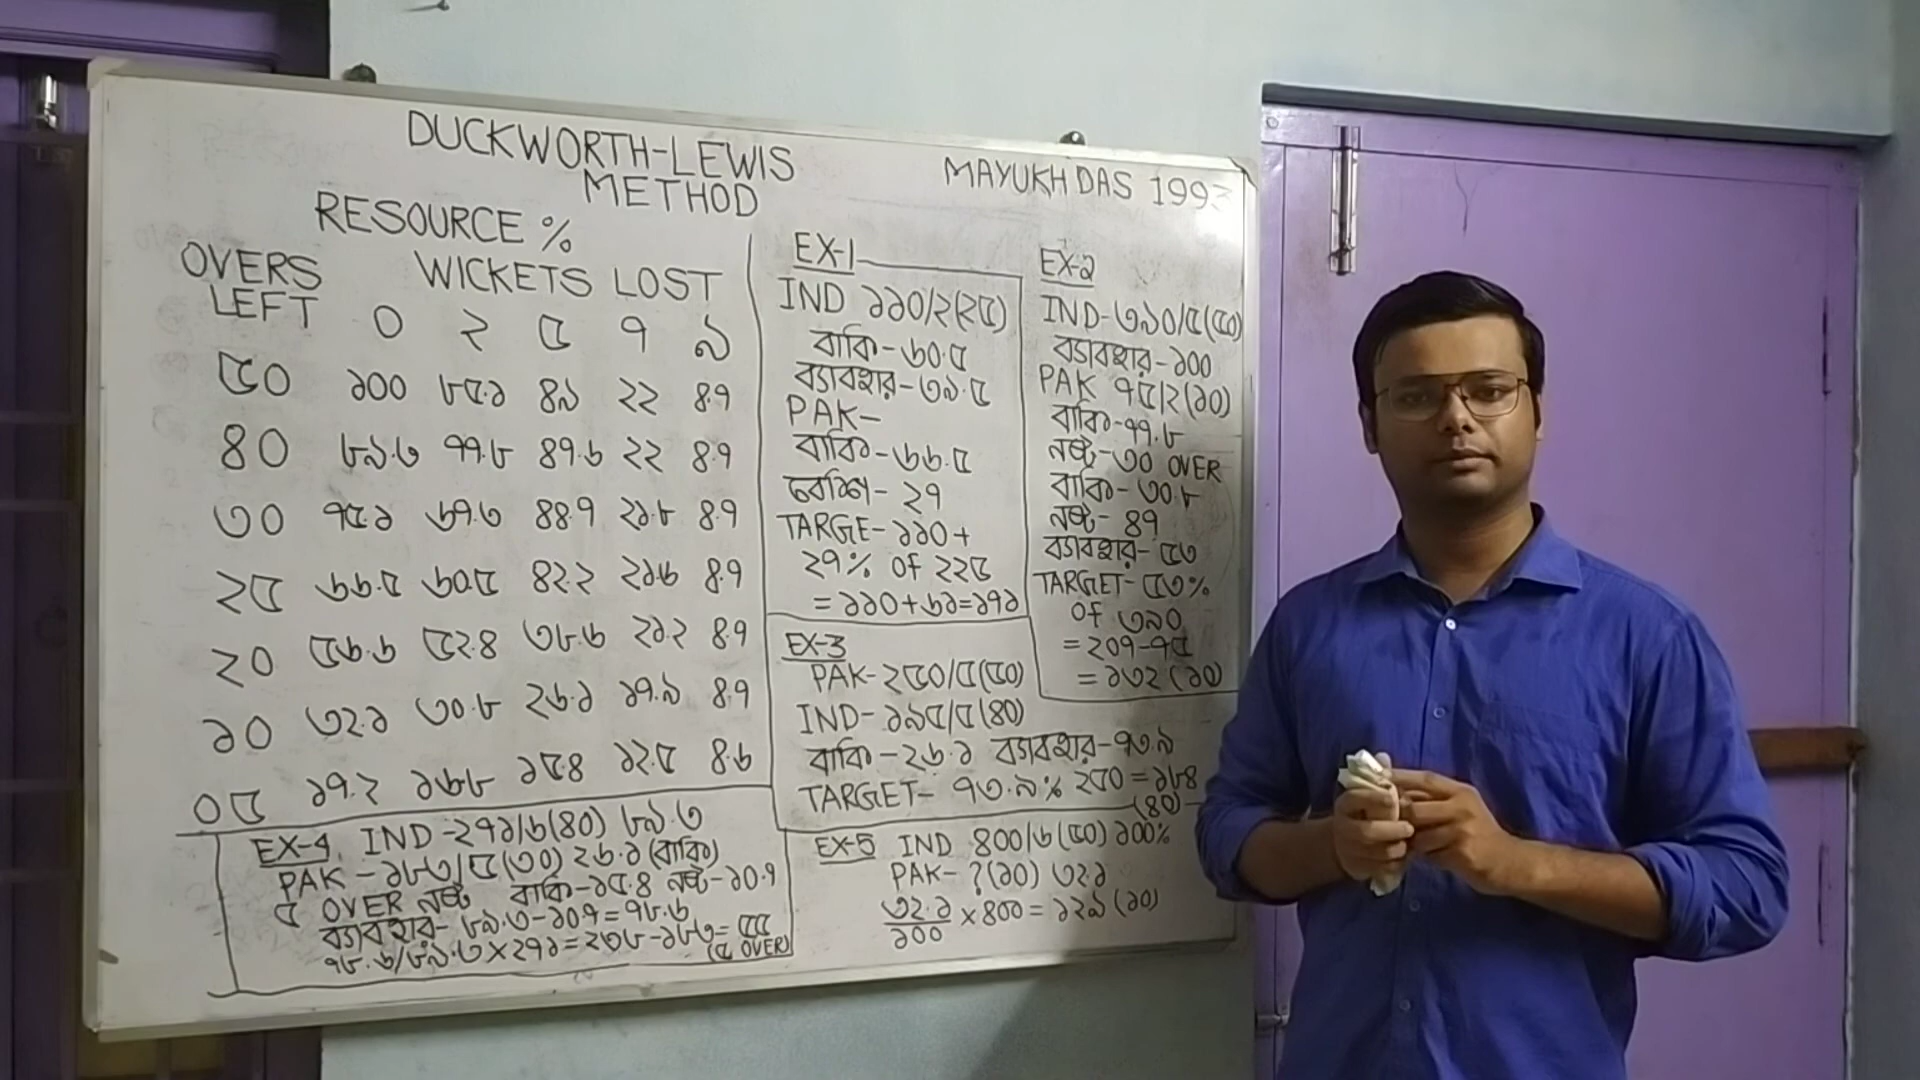 DUCKWORTH-LEWIS
METHOD
MAYUKH DAS 199
RESOURCE %
OVERS
LEFT
WICKETS LOST
০ ২ ৫ ৭ ৯
৫০ ১০০ ৮৫.১ ৪৯ ২২ ৪.৭
৪০ ৮৯.৩ ৭৭.৮ ৪৭.৬ ২২ ৪.৭
৩০ ৭৫.১ ৬৭.৩ ৪৪.৭ ২১.৮ ৪.৭
২৫ ৬৬.৫ ৬০.৫ ৪২.২ ২১.৬ ৪.৭
২০ ৫৬.৬ ৫২.৪ ৩৮.৬ ২১.২ ৪.৭
১০ ৩২.১ ৩০.৮ ২৬.১ ১৭.৯ ৪.৭
০৫ ১৭.২ ১৬.৮ ১৫.৪ ১২.৫ ৪.৬
EX-1
IND ১১০/২(২৫)
বাকি-৬০.৫
ব্যাবহার-৩৯.৫
PAK-
বাকি-৬৬.৫
বেশি-২৭
TARGE-১১০+
২৭% OF ২২৫
=১১০+৬১=১৭১
EX-2
IND-৩৯০/৫(৫০)
ব্যাবহার-১০০
PAK ৭৫/২(১০)
বাকি-৭৭.৮
নষ্ট-৩০ OVER
বাকি-৩০.৮
নষ্ট-৪৭
ব্যাবহার-৫৩
TARGET-৫৩%
OF ৩৯০
=২০৭-৭৫
=১৩২(১০)
EX-3
PAK-২৫০/৫(৫০)
IND-১৯৫/৫(৪০)
বাকি-২৬.১ ব্যাবহার-৭৩.৯
TARGET-৭৩.৯% ২৫০=১৮৪
(৪০)
EX-4 IND-২৭১/৬(৪০) ৮৯.৩
PAK-১৮৩/৫(৩০) ২৬.১(বাকি)
৫ OVER নষ্ট বাকি-১৫.৪ নষ্ট-১০.৭
ব্যাবহার-৮৯.৩-১০.৭=৭৮.৬
৭৮.৬/৮৯.৩×২৭১=২৩৮-১৮৩=৫৫
(৫ OVER)
EX-5 IND ৪০০/৬(৫০) ১০০%
PAK-?(১০) ৩২.১
৩২.১
১০০
×৪০০=১২৯(১০)